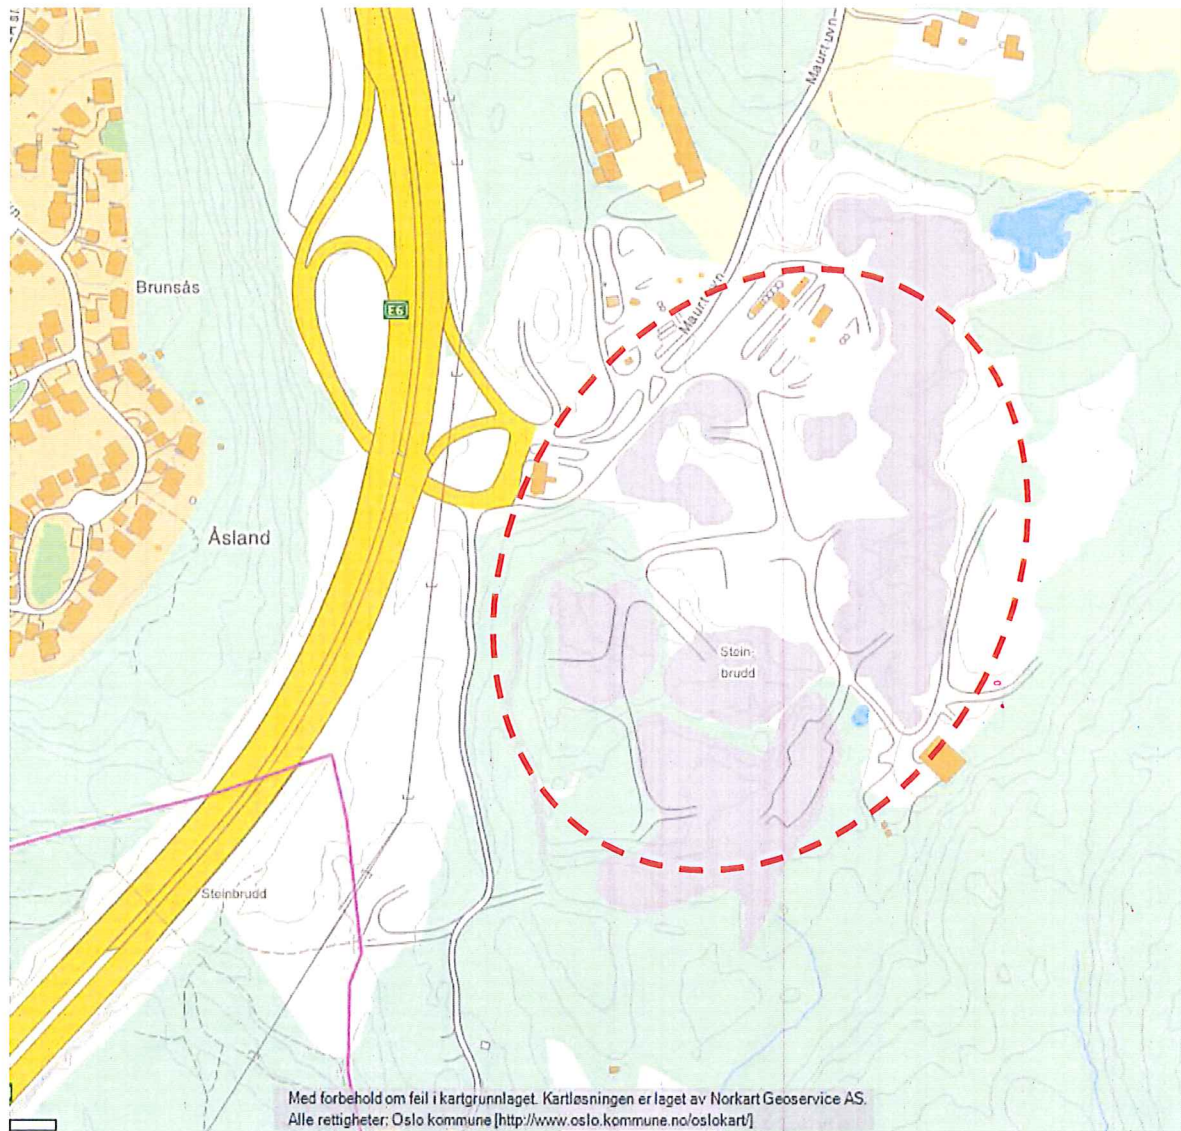 Maurtuvn
Brunsås
E6
Maurtuvn
Åsland
Stein-
brudd
Steinbrudd
Med forbehold om feil i kartgrunnlaget. Kartløsningen er laget av Norkart Geoservice AS.
Alle rettigheter: Oslo kommune [http://www.oslo.kommune.no/oslokart/]